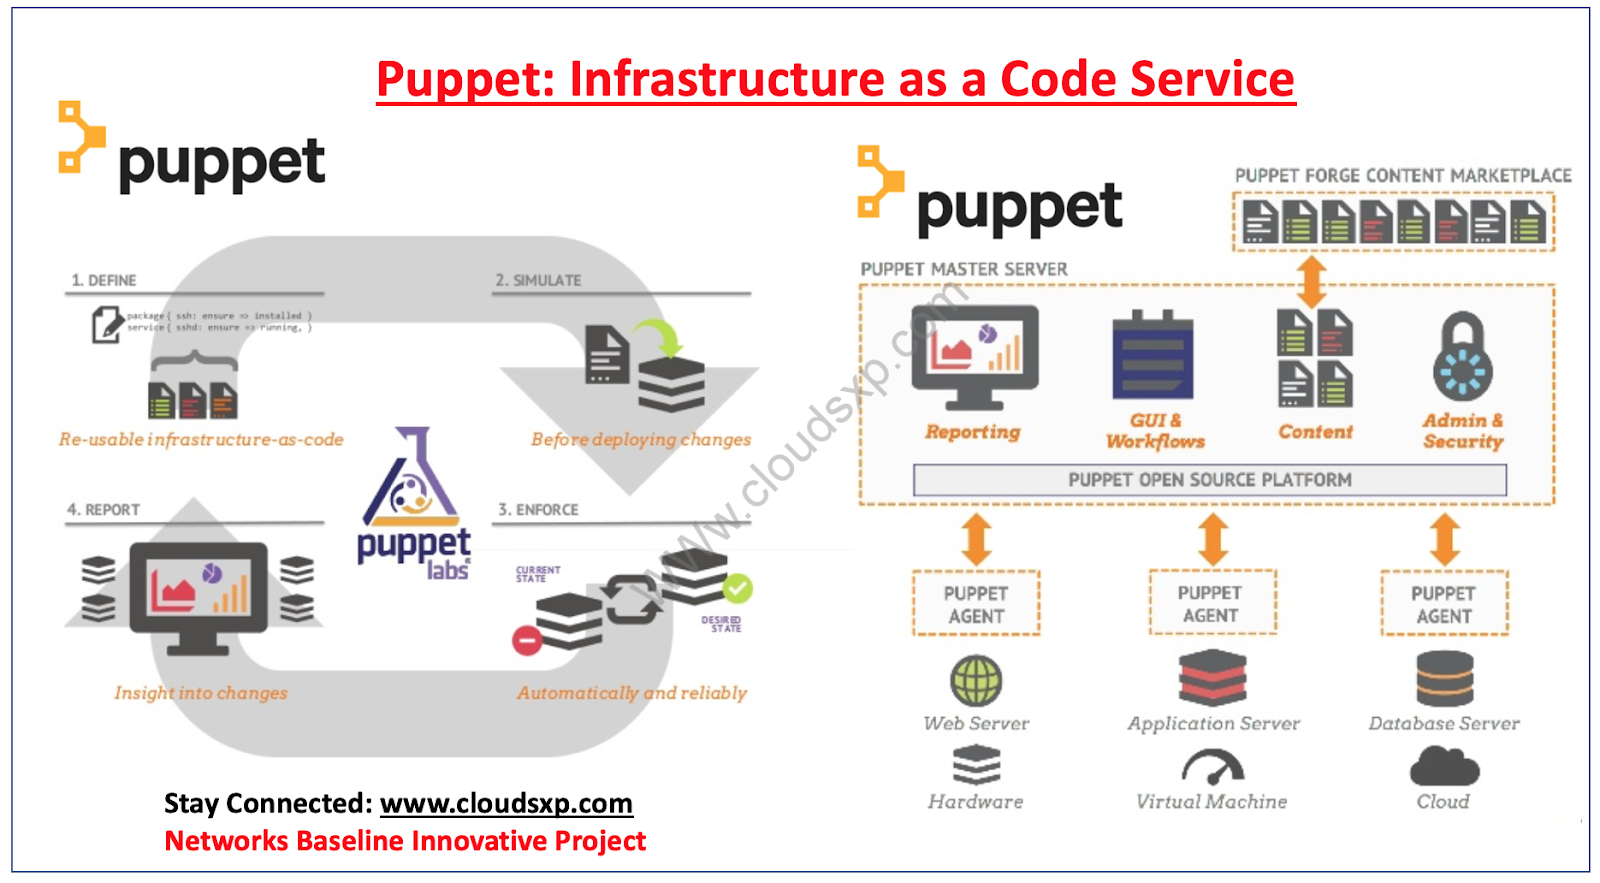 Puppet: Infrastructure as a Code Service
puppet
1. DEFINE
package{ ssh: ensure => installed }
service{ sshd: ensure => running, }
Re-usable infrastructure-as-code
2. SIMULATE
Before deploying changes
puppet
labs®
4. REPORT
Insight into changes
3. ENFORCE
CURRENT
STATE
DESIRED
STATE
Automatically and reliably
Stay Connected: www.cloudsxp.com
Networks Baseline Innovative Project
puppet
PUPPET FORGE CONTENT MARKETPLACE
PUPPET MASTER SERVER
Reporting
GUI &
Workflows
Content
Admin &
Security
PUPPET OPEN SOURCE PLATFORM
PUPPET
AGENT
PUPPET
AGENT
PUPPET
AGENT
Web Server
Application Server
Database Server
Hardware
Virtual Machine
Cloud
www.cloudsxp.com